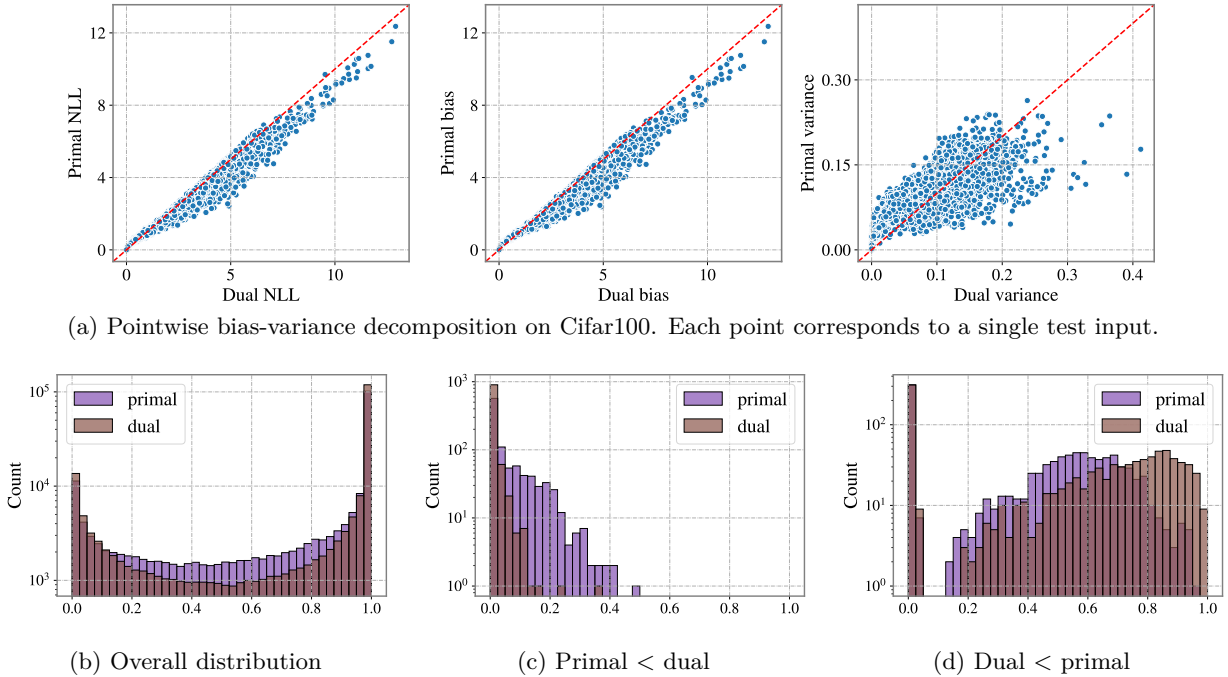 12
8
4
0
Primal NLL
0
5
10
Dual NLL
12
8
4
0
Primal bias
0
5
10
Dual bias
0.30
0.15
0.00
Primal variance
0.0
0.1
0.2
0.3
0.4
Dual variance
(a) Pointwise bias-variance decomposition on Cifar100. Each point corresponds to a single test input.
10^5
10^4
10^3
Count
primal
dual
0.0
0.2
0.4
0.6
0.8
1.0
10^3
10^2
10^1
10^0
Count
primal
dual
0.0
0.2
0.4
0.6
0.8
1.0
10^2
10^1
10^0
Count
primal
dual
0.0
0.2
0.4
0.6
0.8
1.0
(b) Overall distribution
(c) Primal < dual
(d) Dual < primal